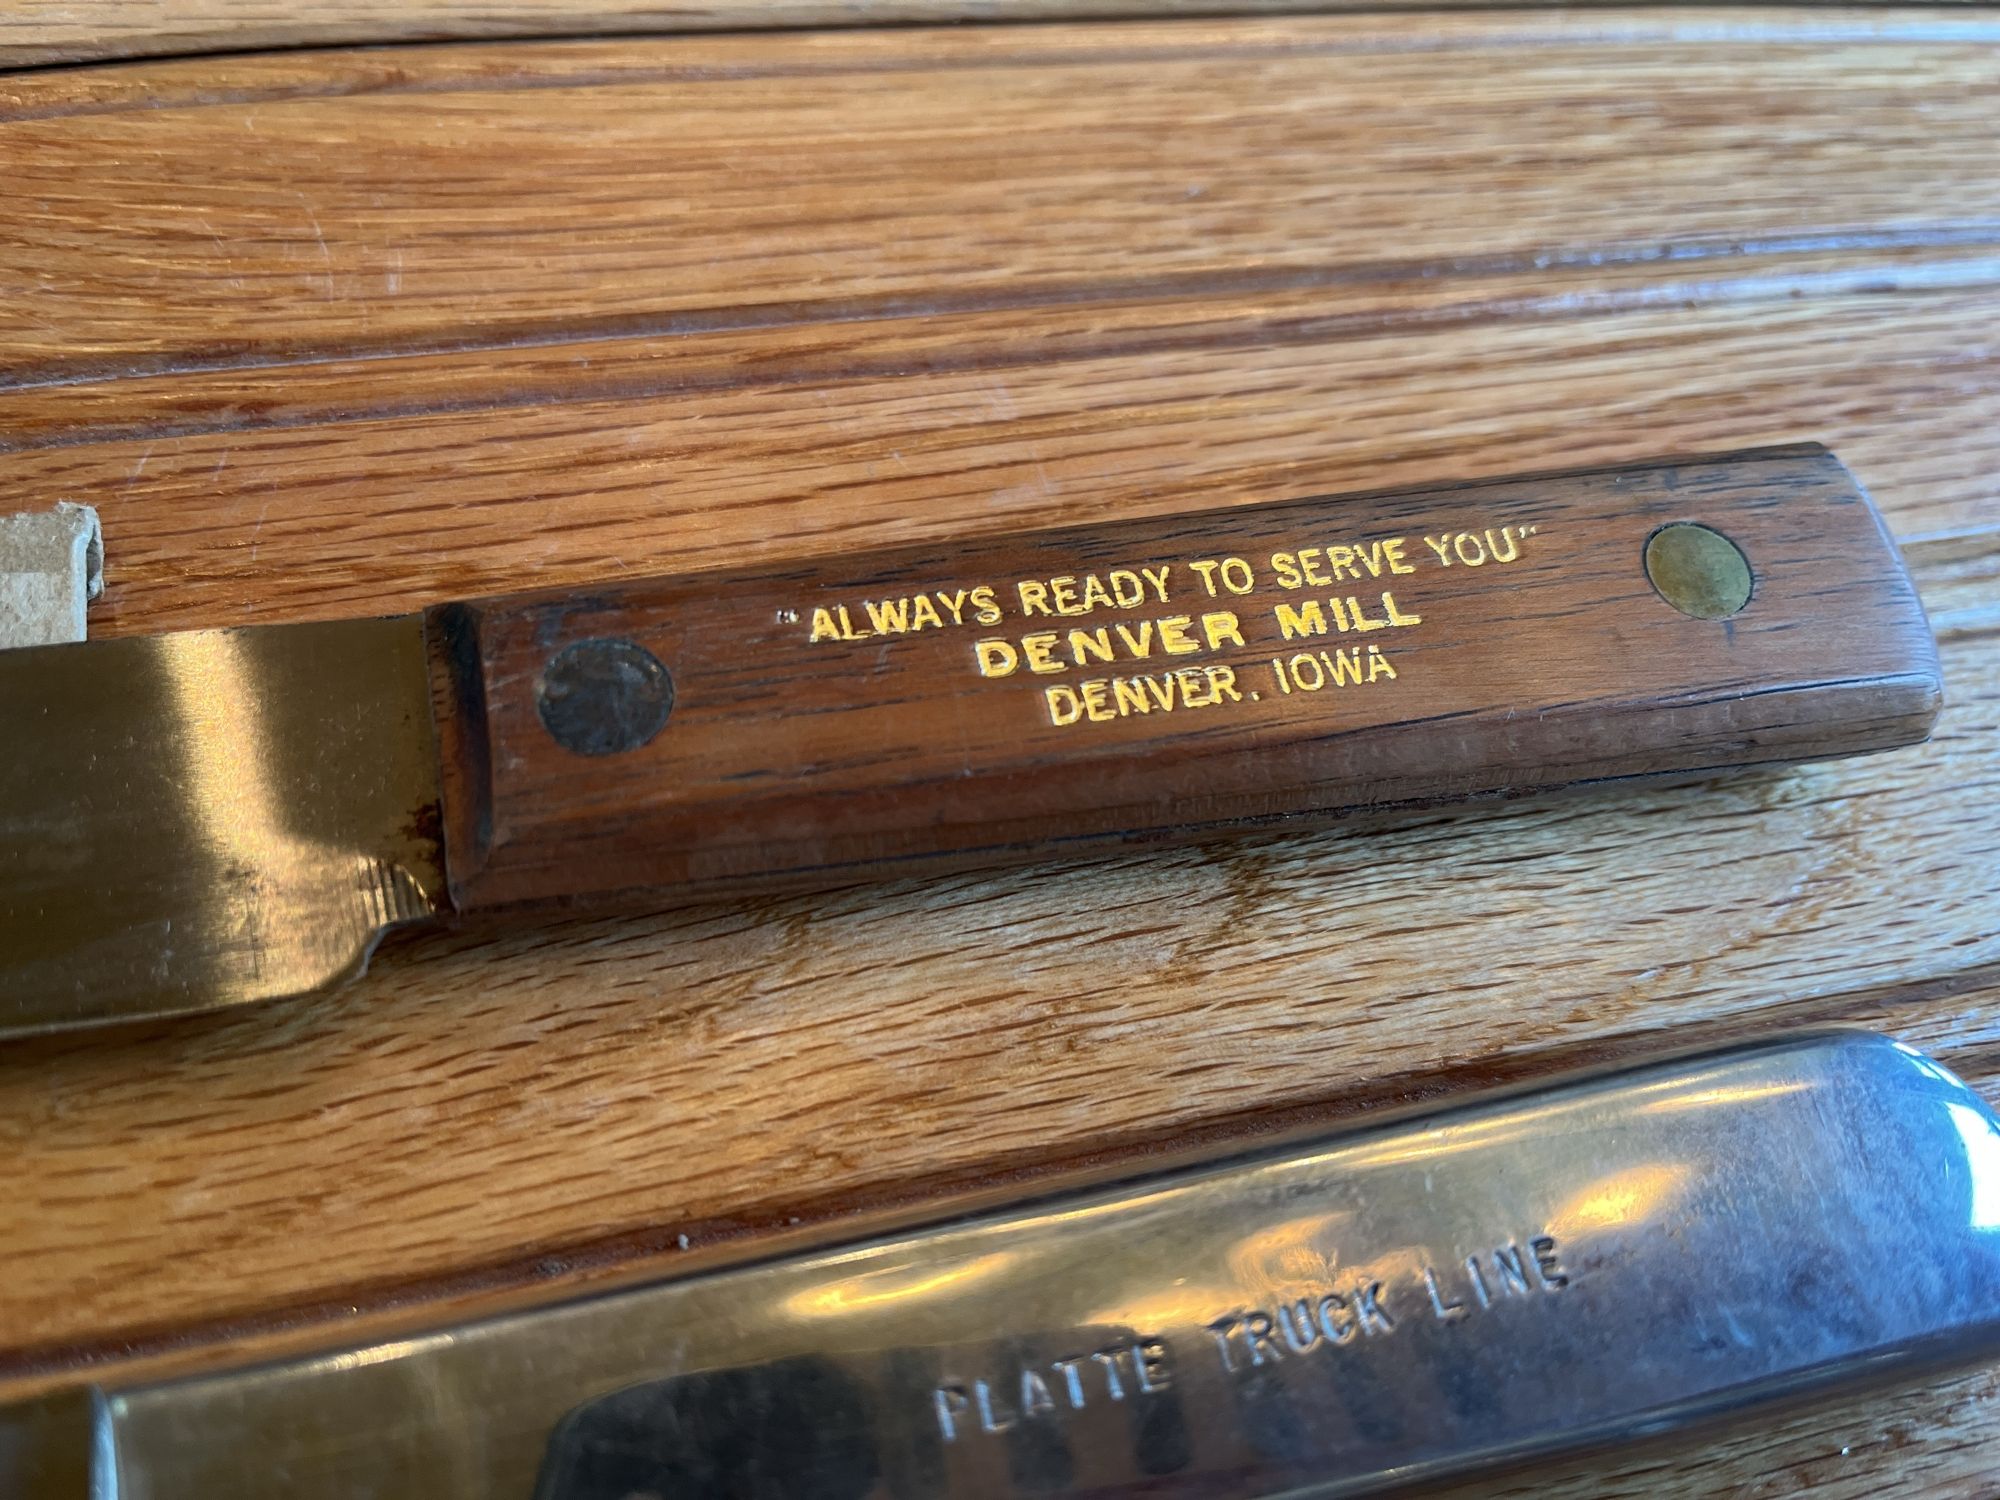 "ALWAYS READY TO SERVE YOU"
DENVER MILL
DENVER, IOWA
PLATTE TRUCK LINE